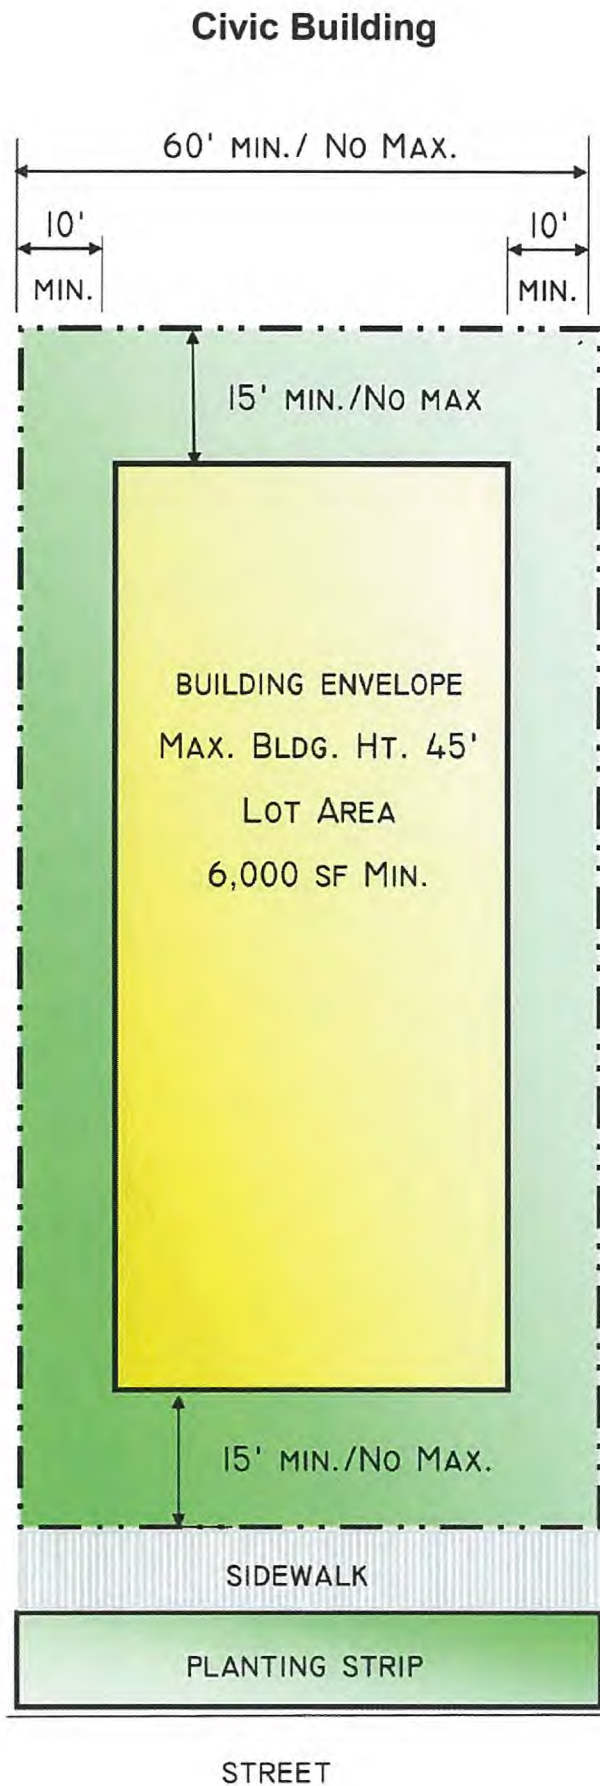 Civic Building
60' MIN./ NO MAX.
10' 10'
MIN. MIN.
15' MIN./NO MAX
BUILDING ENVELOPE
MAX. BLDG. HT. 45'
LOT AREA
6,000 SF MIN.
15' MIN./NO MAX.
SIDEWALK
PLANTING STRIP
STREET